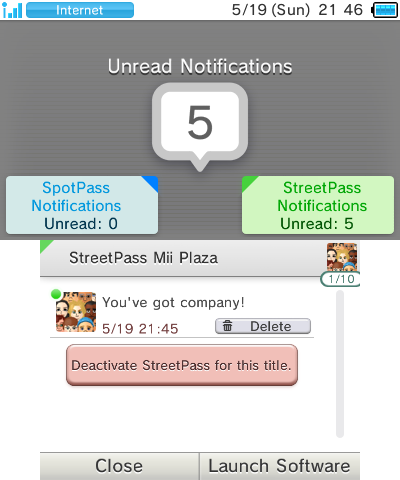 Internet
5/19 (Sun) 21 46
Unread Notifications
5
SpotPass
Notifications
Unread: 0
StreetPass
Notifications
Unread: 5
StreetPass Mii Plaza
1/10
You've got company!
5/19 21:45
Delete
Deactivate StreetPass for this title.
Close
Launch Software